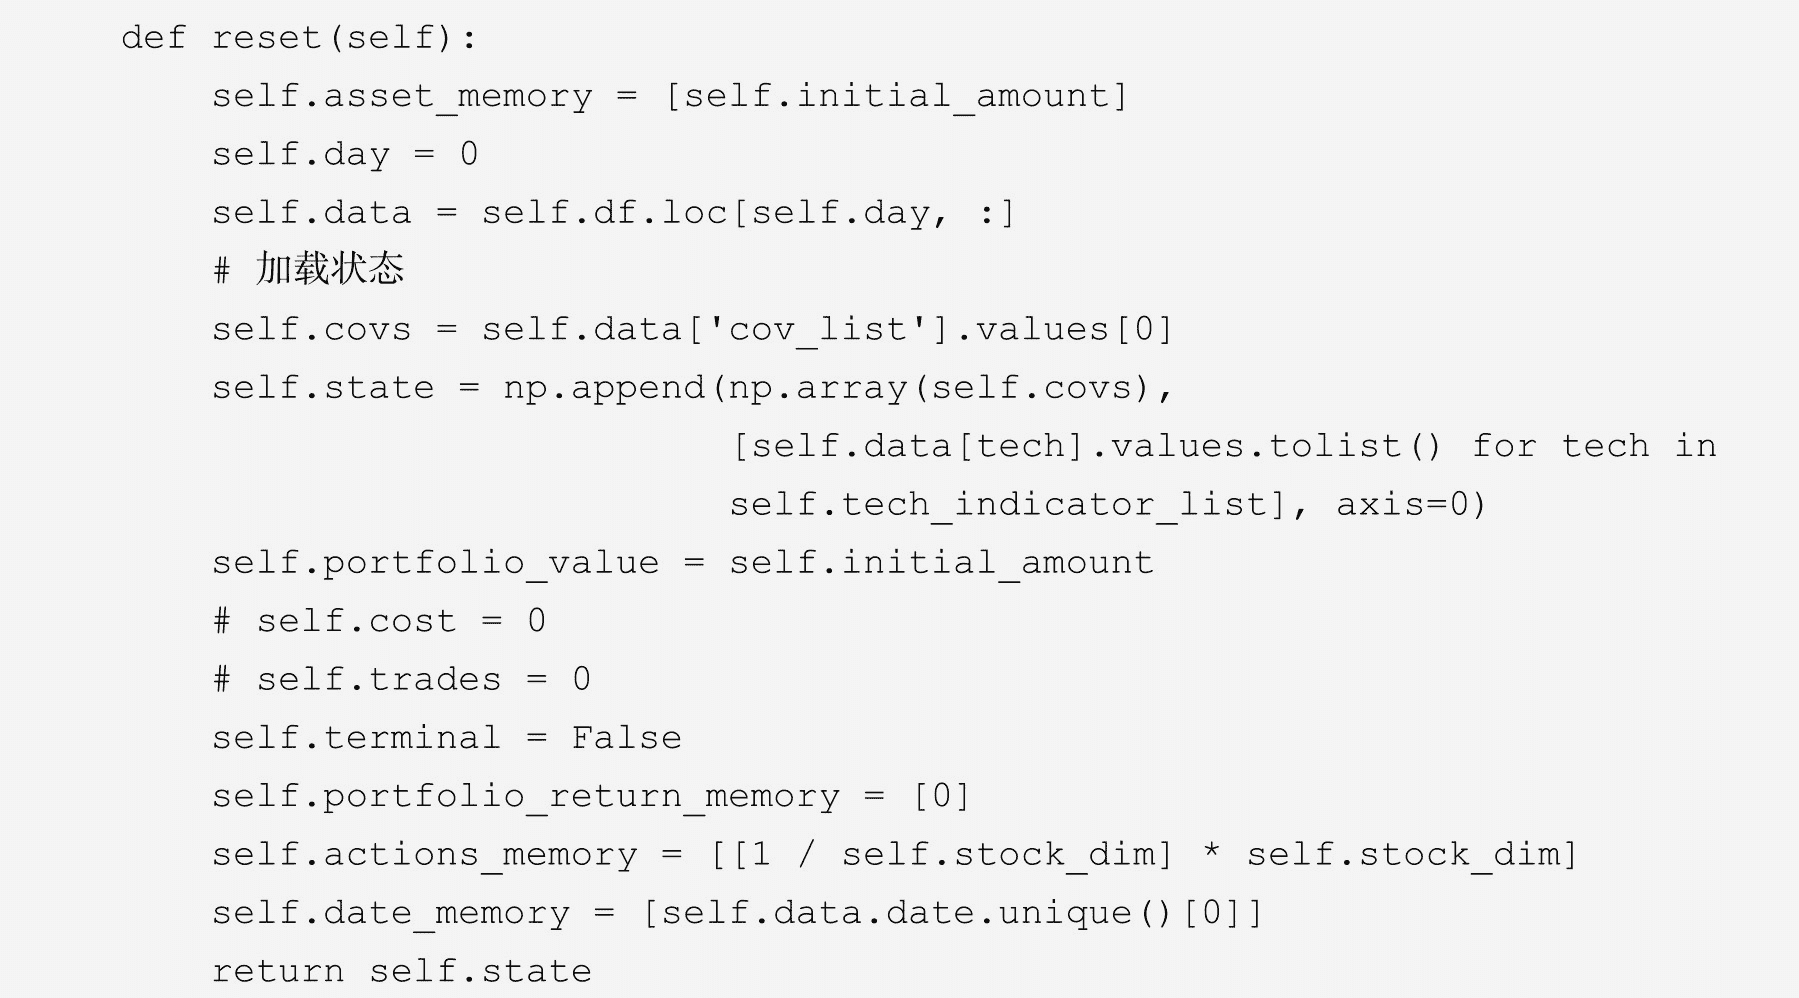 def reset(self):
    self.asset_memory = [self.initial_amount]
    self.day = 0
    self.data = self.df.loc[self.day, :]
    # 加载状态
    self.covs = self.data['cov_list'].values[0]
    self.state = np.append(np.array(self.covs),
                           [self.data[tech].values.tolist() for tech in
                           self.tech_indicator_list], axis=0)
    self.portfolio_value = self.initial_amount
    # self.cost = 0
    # self.trades = 0
    self.terminal = False
    self.portfolio_return_memory = [0]
    self.actions_memory = [[1 / self.stock_dim] * self.stock_dim]
    self.date_memory = [self.data.date.unique()[0]]
    return self.state